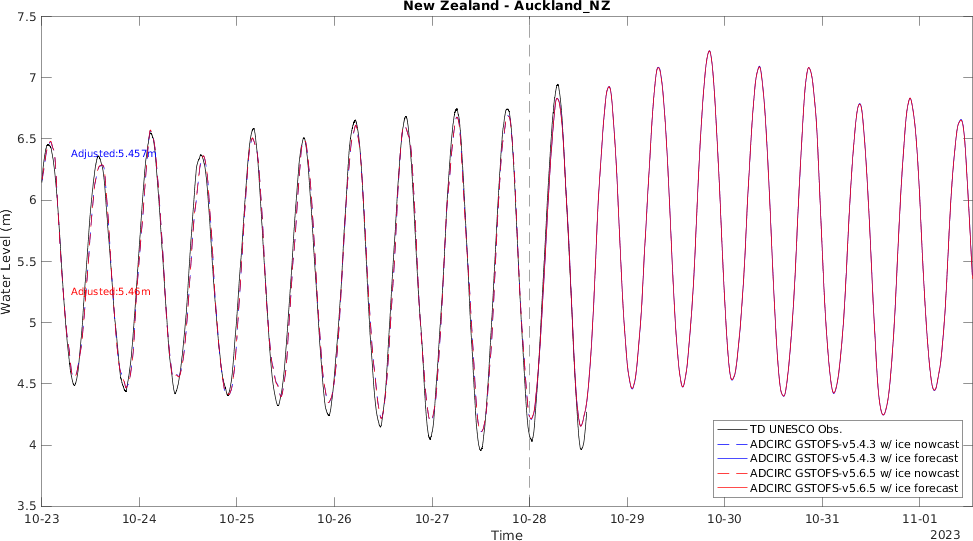 New Zealand - Auckland_NZ
Water Level (m)
7.5
7
6.5
6
5.5
5
4.5
4
3.5
Adjusted:5.457m
Adjusted:5.46m
TD UNESCO Obs.
ADCIRC GSTOFS-v5.4.3 w/ ice nowcast
ADCIRC GSTOFS-v5.4.3 w/ ice forecast
ADCIRC GSTOFS-v5.6.5 w/ ice nowcast
ADCIRC GSTOFS-v5.6.5 w/ ice forecast
10-23 10-24 10-25 10-26 10-27 10-28 10-29 10-30 10-31 11-01
Time
2023